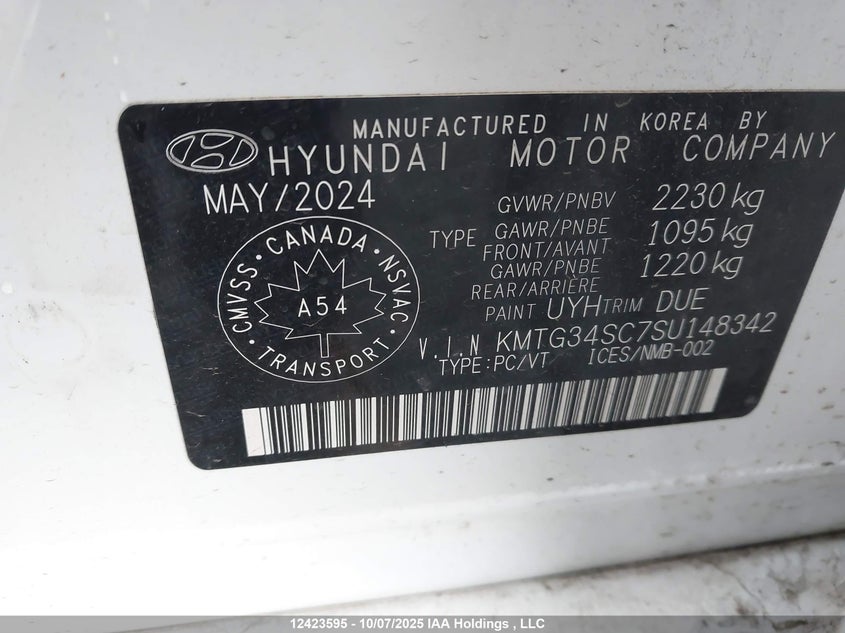 MANUFACTURED IN KOREA BY
HYUNDAI MOTOR COMPANY
MAY/2024
GVWR/PNBV 2230 kg
TYPE GAWR/PNBE FRONT/AVANT 1095 kg
GAWR/PNBE REAR/ARRIÈRE 1220 kg
PAINT UYH TRIM DUE
CMVSS • CANADA • NSVAC • TRANSPORT •
A54
V.I.N KMTG34SC7SU148342
TYPE:PC/VT ICES/NMB-002
12423595 - 10/07/2025 IAA Holdings , LLC